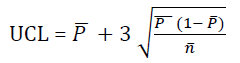 UCL = P̅ + 3 √(P̅ (1− P̅) / n̅)